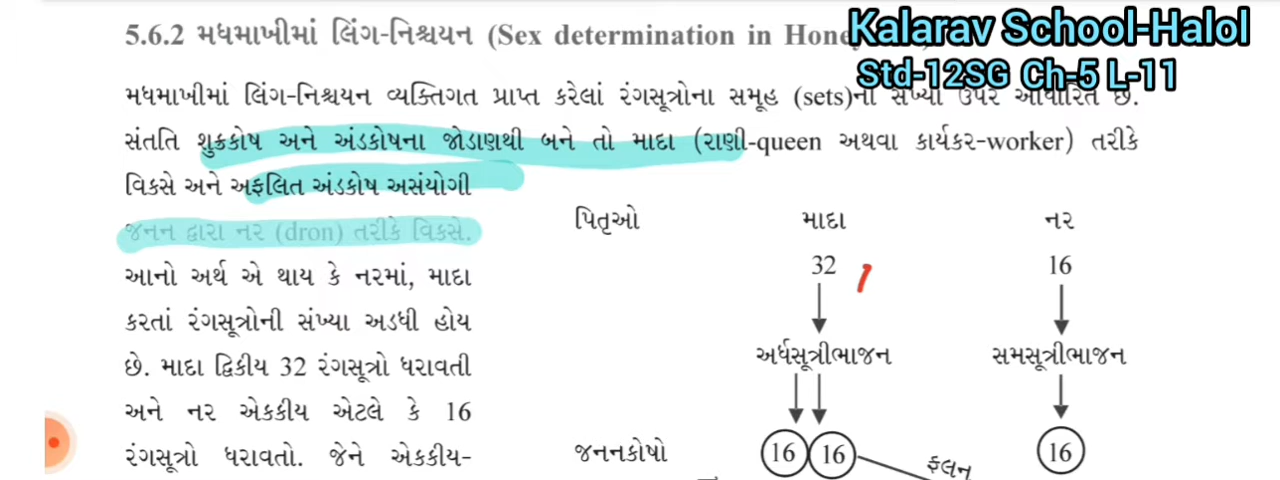 5.6.2 મધમાખીમાં લિંગ-નિશ્ચયન (Sex determination in Hone
Kalarav School-Halol
Std-12SG Ch-5 L-11
મધમાખીમાં લિંગ-નિશ્ચયન વ્યક્તિગત પ્રાપ્ત કરેલાં રંગસૂત્રોના સમૂહ (sets)ની સંખ્યા ઉપર આધારિત છે.
સંતતિ શુક્રકોષ અને અંડકોષના જોડાણથી બને તો માદા (રાણી-queen અથવા કાર્યકર-worker) તરીકે
વિકસે અને અફલિત અંડકોષ અસંયોગી
જનન દ્વારા નર (dron) તરીકે વિકસે.
આનો અર્થ એ થાય કે નરમાં, માદા
કરતાં રંગસૂત્રોની સંખ્યા અડધી હોય
છે. માદા દ્વિકીય 32 રંગસૂત્રો ધરાવતી
અને નર એકકીય એટલે કે 16
રંગસૂત્રો ધરાવતો. જેને એકકીય-
પિતૃઓ માદા નર
32 16
અર્ધસૂત્રીભાજન સમસૂત્રીભાજન
જનનકોષો 16 16 16
ફલન